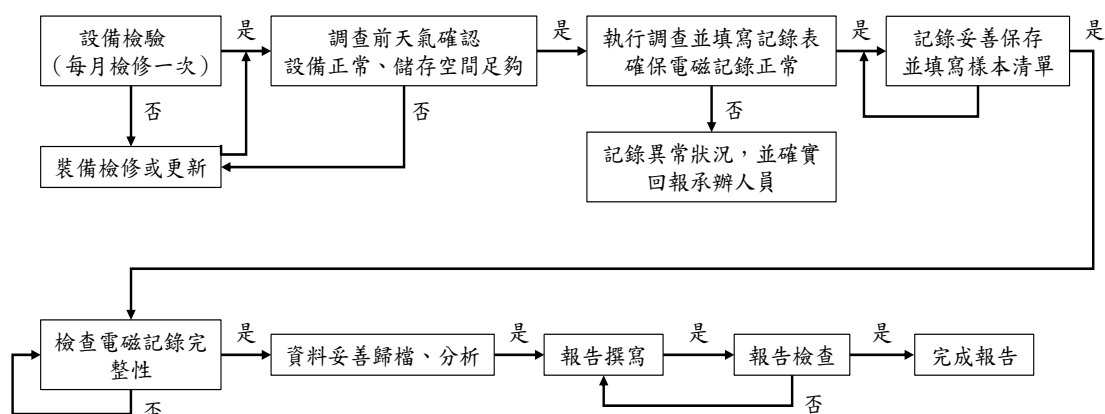 設備檢驗
（每月檢修一次）
是
調查前天氣確認
設備正常、儲存空間足夠
是
執行調查並填寫記錄表
確保電磁記錄正常
是
記錄妥善保存
並填寫樣本清單
是
否
否
否
裝備檢修或更新
記錄異常狀況，並確實
回報承辦人員
檢查電磁記錄完
整性
是
資料妥善歸檔、分析
是
報告撰寫
是
報告檢查
是
完成報告
否
否